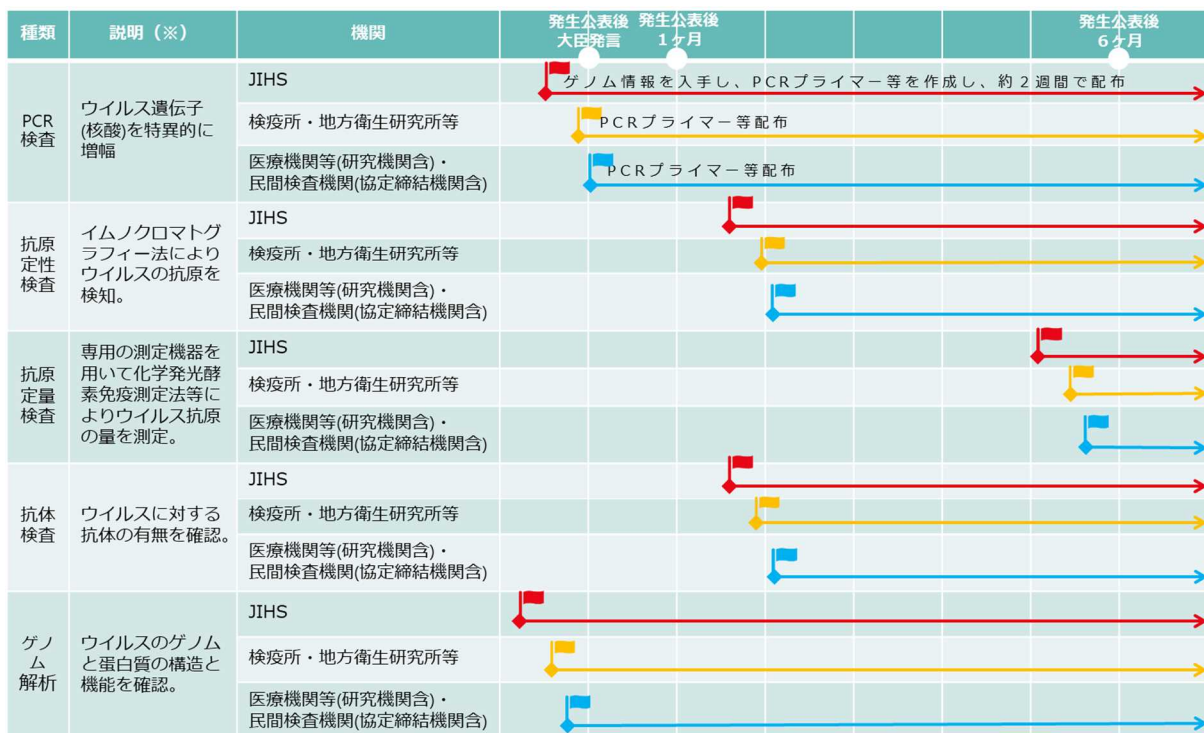 種類
説明（※）
機関
発生公表後
大臣発言
発生公表後
１ヶ月
発生公表後
６ヶ月
PCR
検査
ウイルス遺伝子
(核酸)を特異的に
増幅
JIHS
ゲノム情報を入手し、PCRプライマー等を作成し、約２週間で配布
検疫所・地方衛生研究所等
PCRプライマー等配布
医療機関等(研究機関含)・
民間検査機関(協定締結機関含)
PCRプライマー等配布
抗原
定性
検査
イムノクロマトグ
ラフィー法により
ウイルスの抗原を
検知。
JIHS
検疫所・地方衛生研究所等
医療機関等(研究機関含)・
民間検査機関(協定締結機関含)
抗原
定量
検査
専用の測定機器を
用いて化学発光酵
素免疫測定法等に
よりウイルス抗原
の量を測定。
JIHS
検疫所・地方衛生研究所等
医療機関等(研究機関含)・
民間検査機関(協定締結機関含)
抗体
検査
ウイルスに対する
抗体の有無を確認。
JIHS
検疫所・地方衛生研究所等
医療機関等(研究機関含)・
民間検査機関(協定締結機関含)
ゲノ
ム
解析
ウイルスのゲノム
と蛋白質の構造と
機能を確認。
JIHS
検疫所・地方衛生研究所等
医療機関等(研究機関含)・
民間検査機関(協定締結機関含)